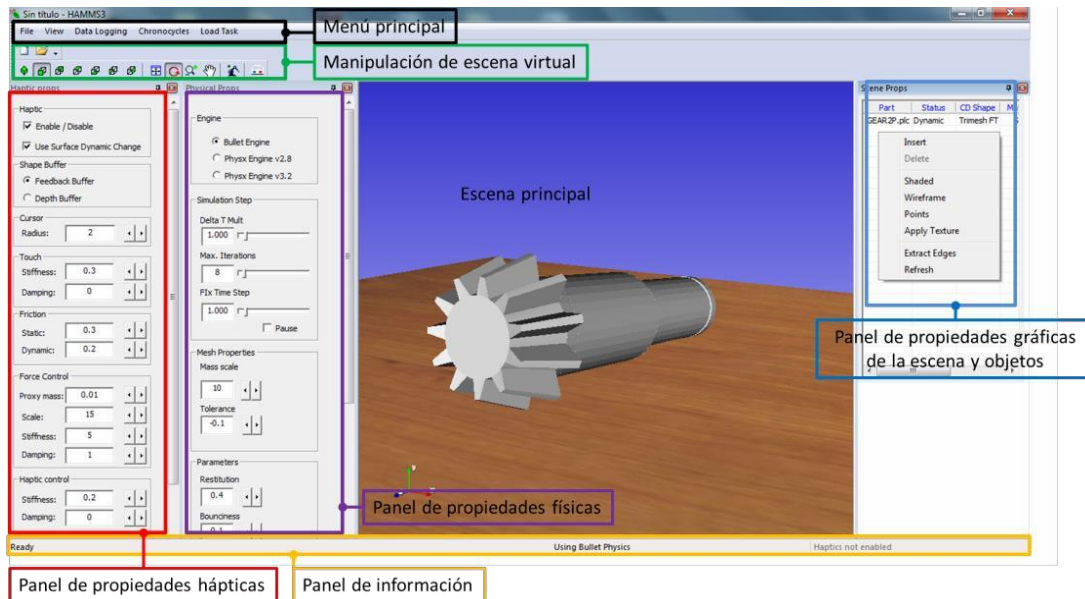 Sin título - HAMMS3
File View Data Logging Chronocycles Load Task
Menú principal
Manipulación de escena virtual
Haptic props
Haptic
Enable / Disable
Use Surface Dynamic Change
Shape Buffer
Feedback Buffer
Depth Buffer
Cursor
Radius: 2
Touch
Stiffness: 0.3
Damping: 0
Friction
Static: 0.3
Dynamic: 0.2
Force Control
Proxy mass: 0.01
Scale: 15
Stiffness: 5
Damping: 1
Haptic control
Stiffness: 0.2
Damping: 0
Physical Props
Engine
Bullet Engine
Physx Engine v2.8
Physx Engine v3.2
Simulation Step
Delta T Mult
1.000
Max. Iterations
8
FIx Time Step
1.000
Pause
Mesh Properties
Mass scale
10
Tolerance
-0.1
Parameters
Restitution
0.4
Bounciness
0.1
Escena principal
Scene Props
Part Status CD Shape
GEAR2P.plc Dynamic Trimesh FT
Insert
Delete
Shaded
Wireframe
Points
Apply Texture
Extract Edges
Refresh
Panel de propiedades gráficas
de la escena y objetos
Panel de propiedades físicas
Ready Using Bullet Physics Haptics not enabled
Panel de propiedades hápticas
Panel de información